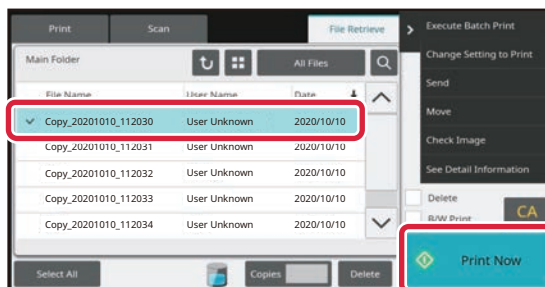 Print Scan File Retrieve
Execute Batch Print
Main Folder All Files
Change Setting to Print
Send
File Name User Name Date
Move
Copy_20201010_112030 User Unknown 2020/10/10
Check Image
Copy_20201010_112031 User Unknown 2020/10/10
Copy_20201010_112032 User Unknown 2020/10/10
See Detail Information
Copy_20201010_112033 User Unknown 2020/10/10
Delete
CA
B/W Print
Copy_20201010_112034 User Unknown 2020/10/10
Print Now
Select All Copies Delete